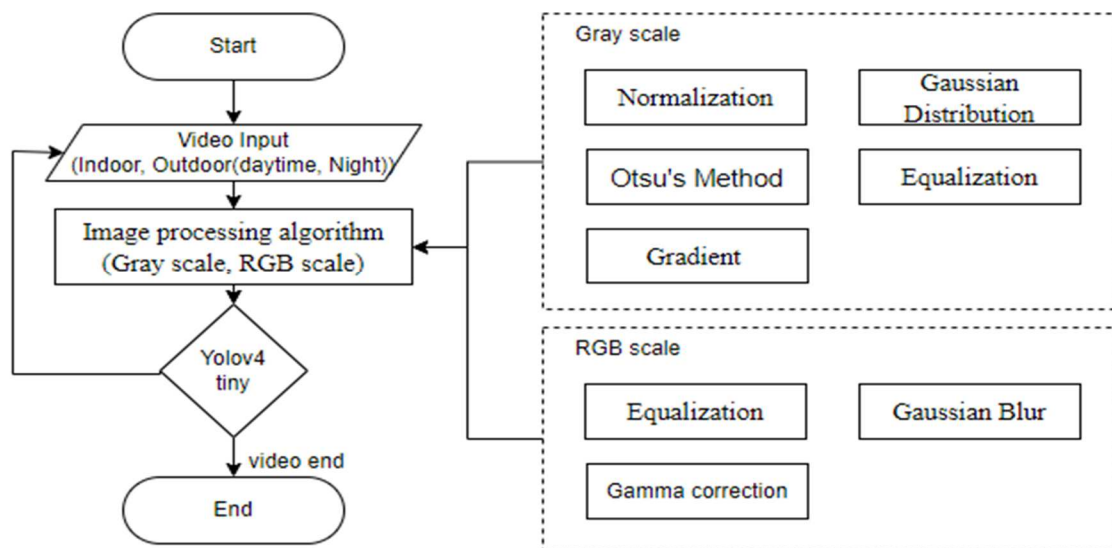 Start
Video Input
(Indoor, Outdoor(daytime, Night))
Image processing algorithm
(Gray scale, RGB scale)
Yolov4
tiny
video end
End
Gray scale
Normalization
Gaussian
Distribution
Otsu's Method
Equalization
Gradient
RGB scale
Equalization
Gaussian Blur
Gamma correction